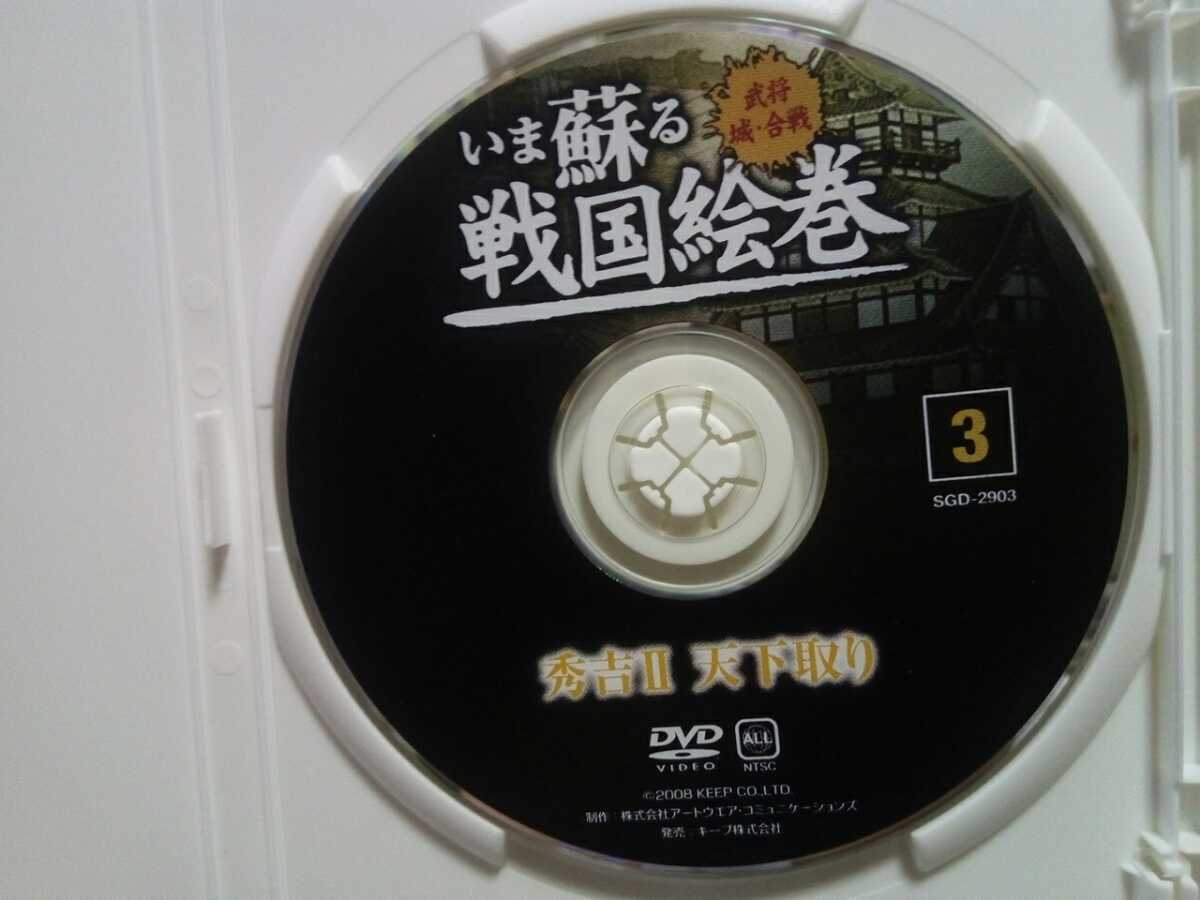 武将
城・合戦
いま蘇る
戦国絵巻
3
SGD-2903
秀吉II 天下取り
DVD
VIDEO
ALL
NTSC
©2008 KEEP CO.,LTD.
制作：株式会社アートウエア・コミュニケーションズ
発売：キープ株式会社